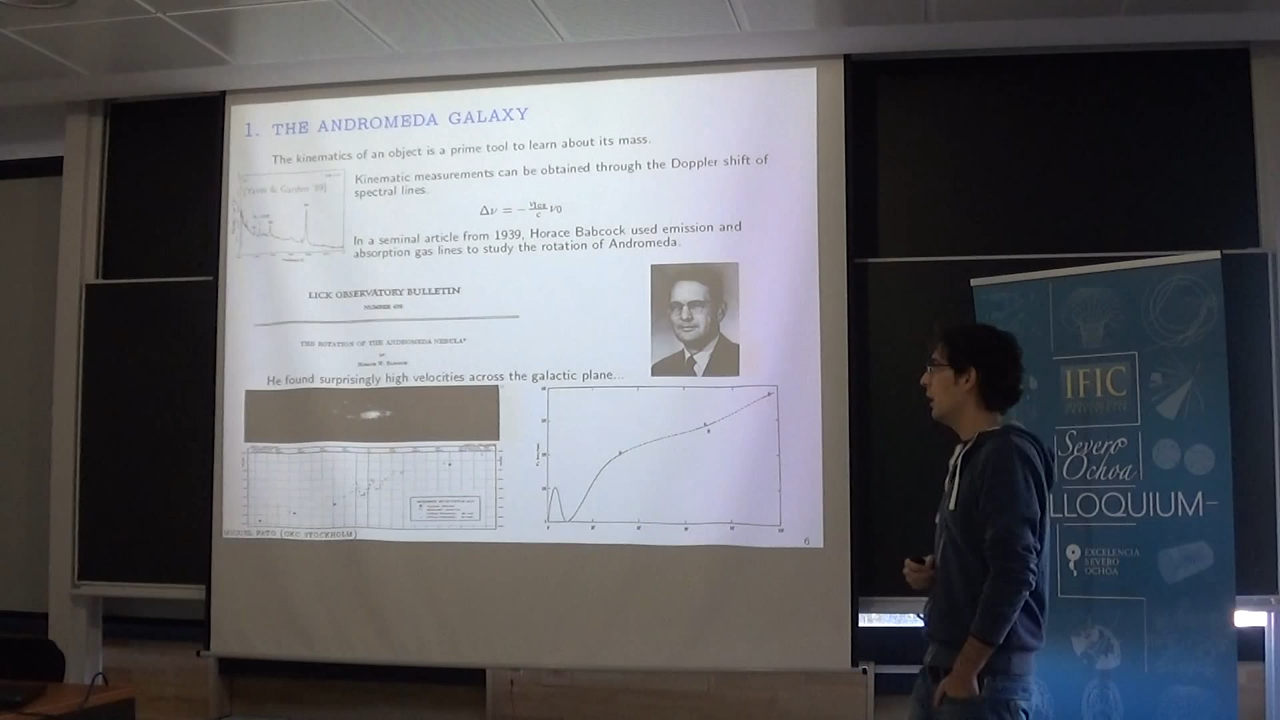 1. THE ANDROMEDA GALAXY
The kinematics of an object is a prime tool to learn about its mass.
Kinematic measurements can be obtained through the Doppler shift of
spectral lines.
Δν = − v_los/c ν₀
In a seminal article from 1939, Horace Babcock used emission and
absorption gas lines to study the rotation of Andromeda.
LICK OBSERVATORY BULLETIN
NUMBER
THE ROTATION OF THE ANDROMEDA NEBULA*
BY
Horace W. Babcock
He found surprisingly high velocities across the galactic plane...
(OKC STOCKHOLM)
6
IFIC
Severo
Ochoa
LLOQUIUM
EXCELENCIA
SEVERO
OCHOA